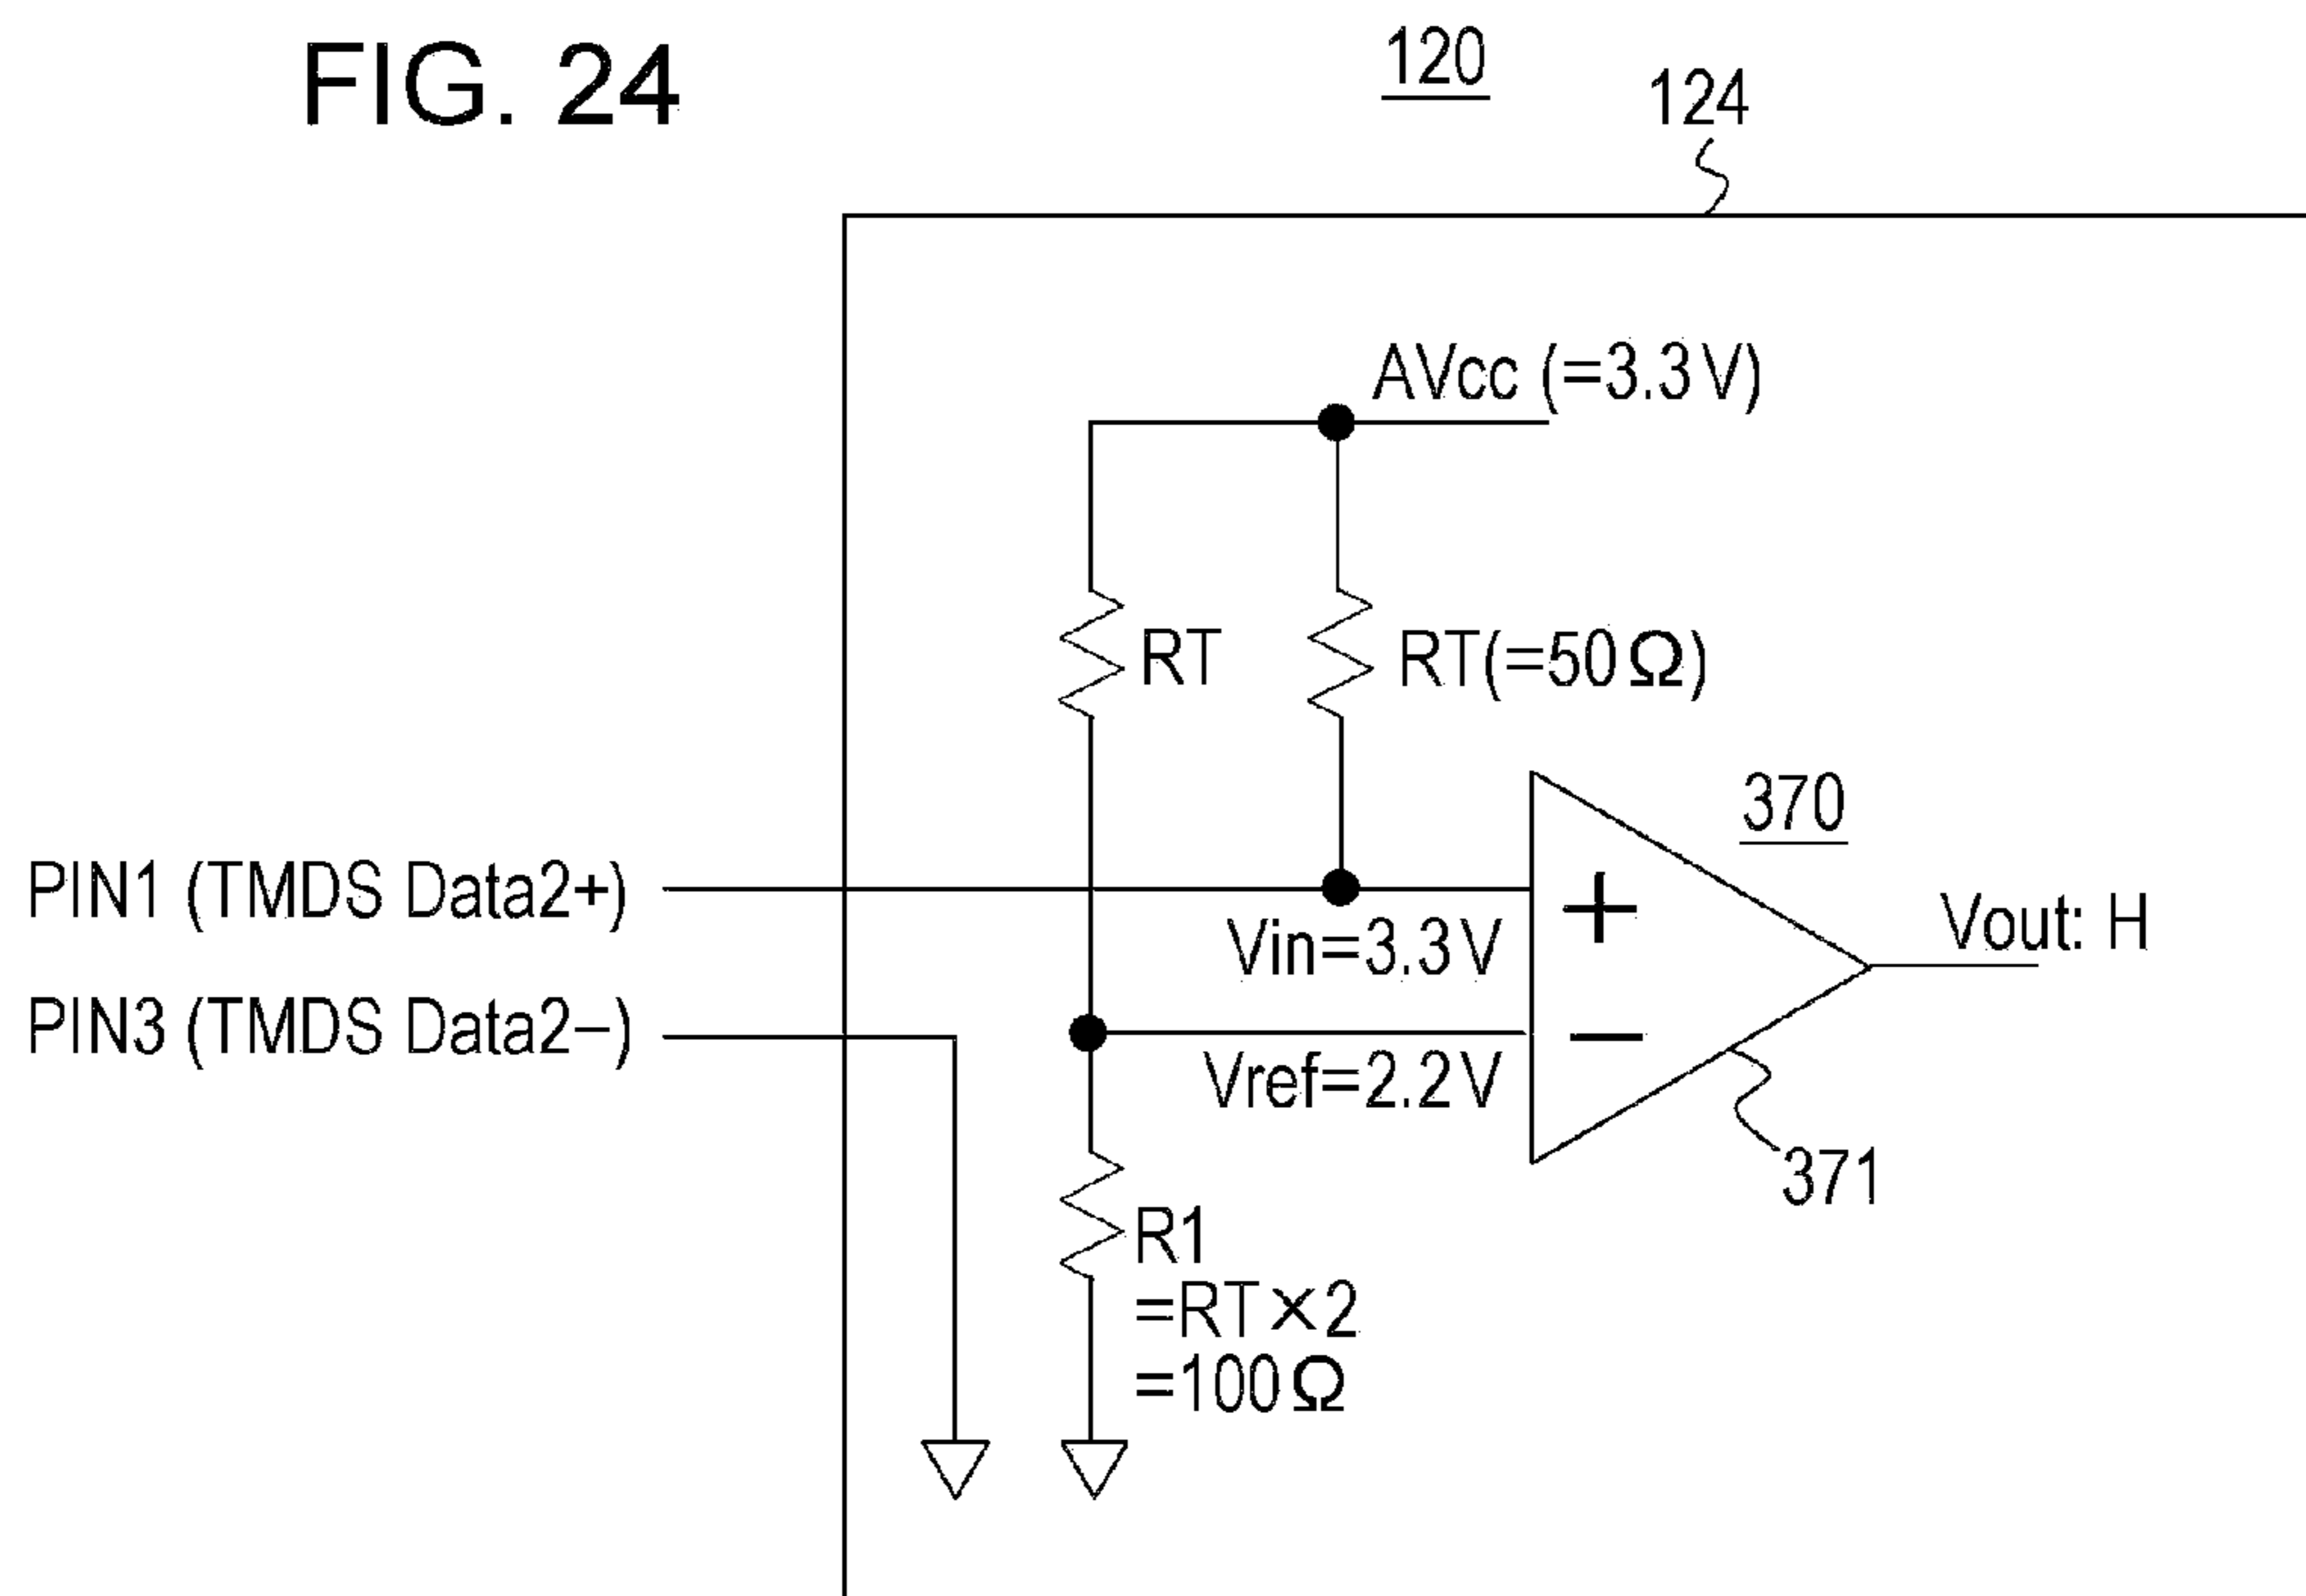 FIG. 24
120
124
AVcc (=3.3V)
RT
RT(=50Ω)
370
PIN1 (TMDS Data2+)
+
Vin=3.3V
Vout: H
PIN3 (TMDS Data2−)
−
Vref=2.2V
371
R1
=RT×2
=100Ω